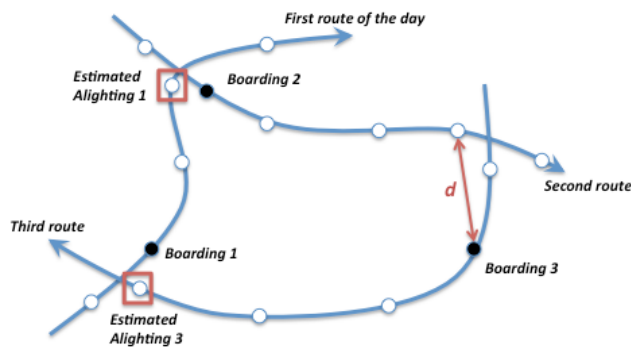 First route of the day
Estimated
Alighting 1
Boarding 2
d
Second route
Third route
Boarding 1
Boarding 3
Estimated
Alighting 3